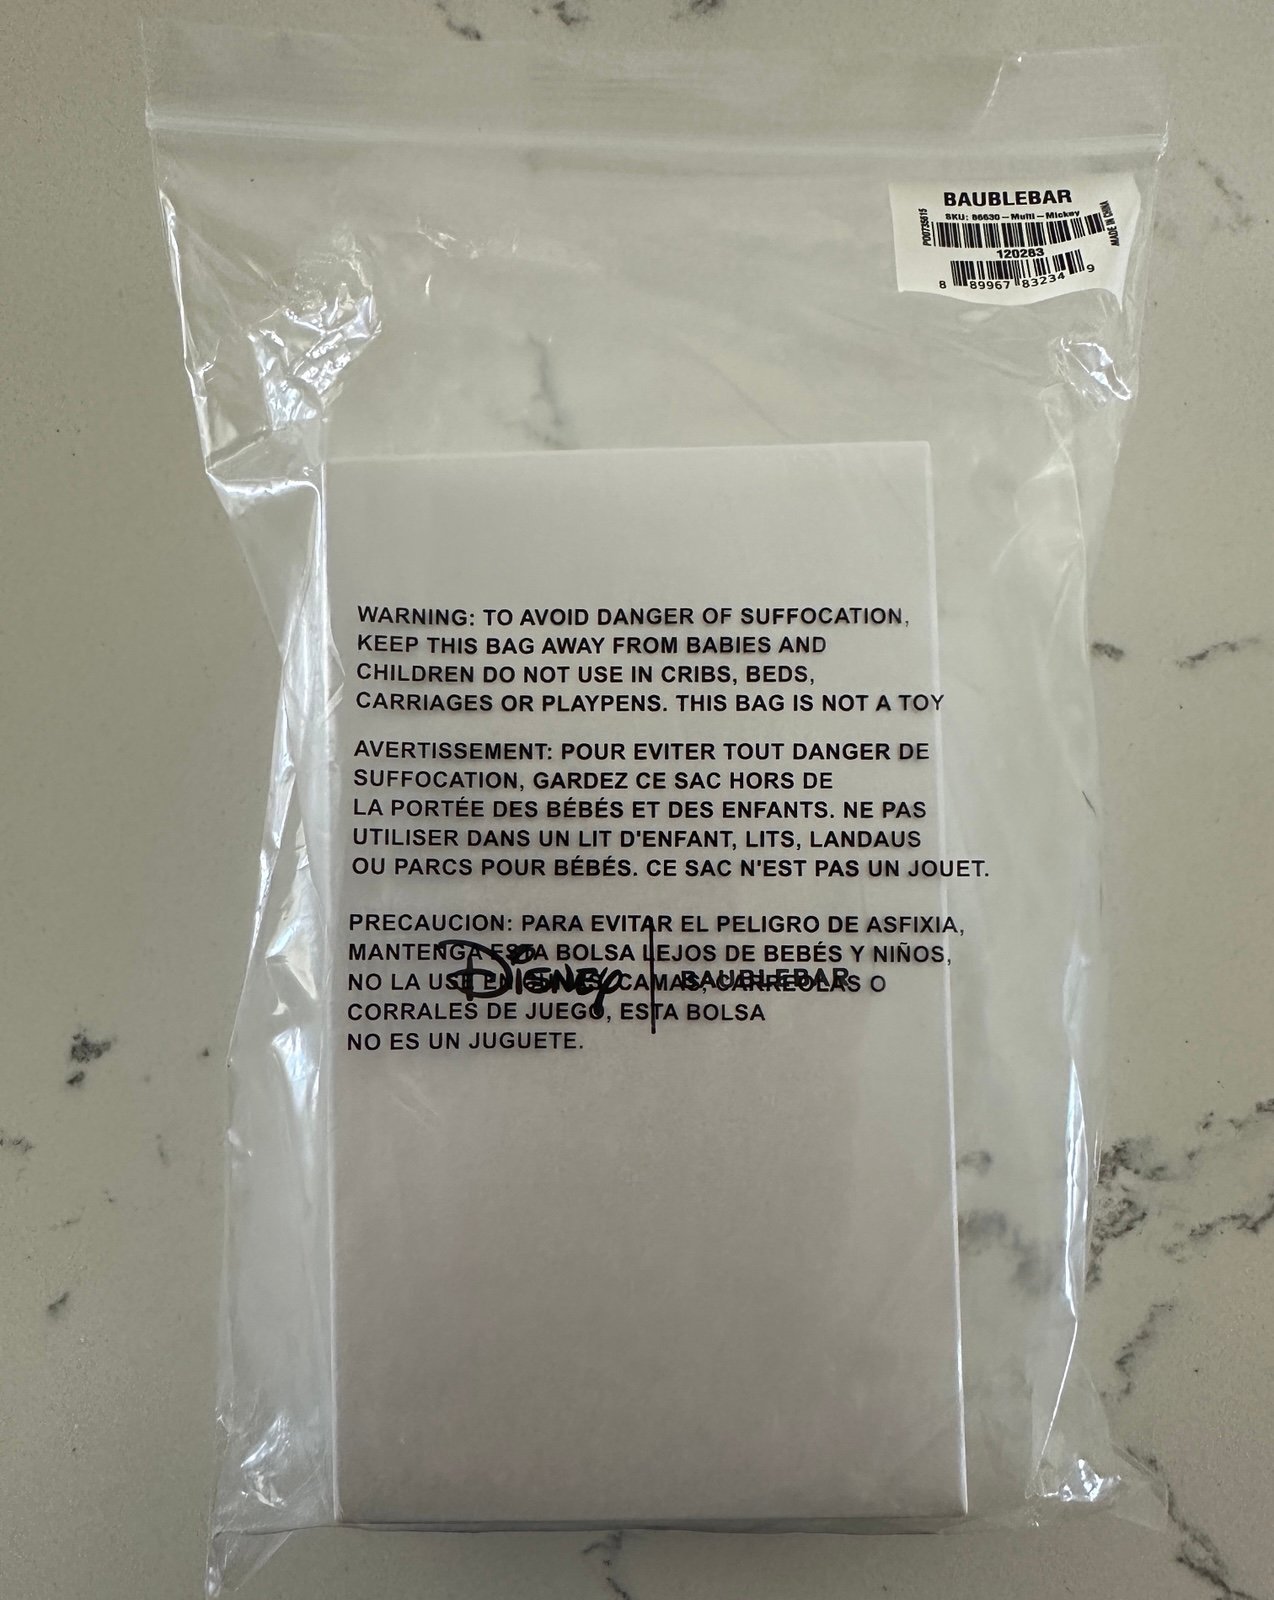 BAUBLEBAR
SKU: 86630 - Multi - Mickey
PO0735615
MADE IN CHINA
120283
8 89967 83234 9
WARNING: TO AVOID DANGER OF SUFFOCATION,
KEEP THIS BAG AWAY FROM BABIES AND
CHILDREN DO NOT USE IN CRIBS, BEDS,
CARRIAGES OR PLAYPENS. THIS BAG IS NOT A TOY
AVERTISSEMENT: POUR EVITER TOUT DANGER DE
SUFFOCATION, GARDEZ CE SAC HORS DE
LA PORTÉE DES BÉBÉS ET DES ENFANTS. NE PAS
UTILISER DANS UN LIT D'ENFANT, LITS, LANDAUS
OU PARCS POUR BÉBÉS. CE SAC N'EST PAS UN JOUET.
PRECAUCION: PARA EVITAR EL PELIGRO DE ASFIXIA,
MANTENGA ESTA BOLSA LEJOS DE BEBÉS Y NIÑOS,
NO LA USE EN CAMAS, CARREOLAS O
CORRALES DE JUEGO, ESTA BOLSA
NO ES UN JUGUETE.
Disney | BAUBLEBAR